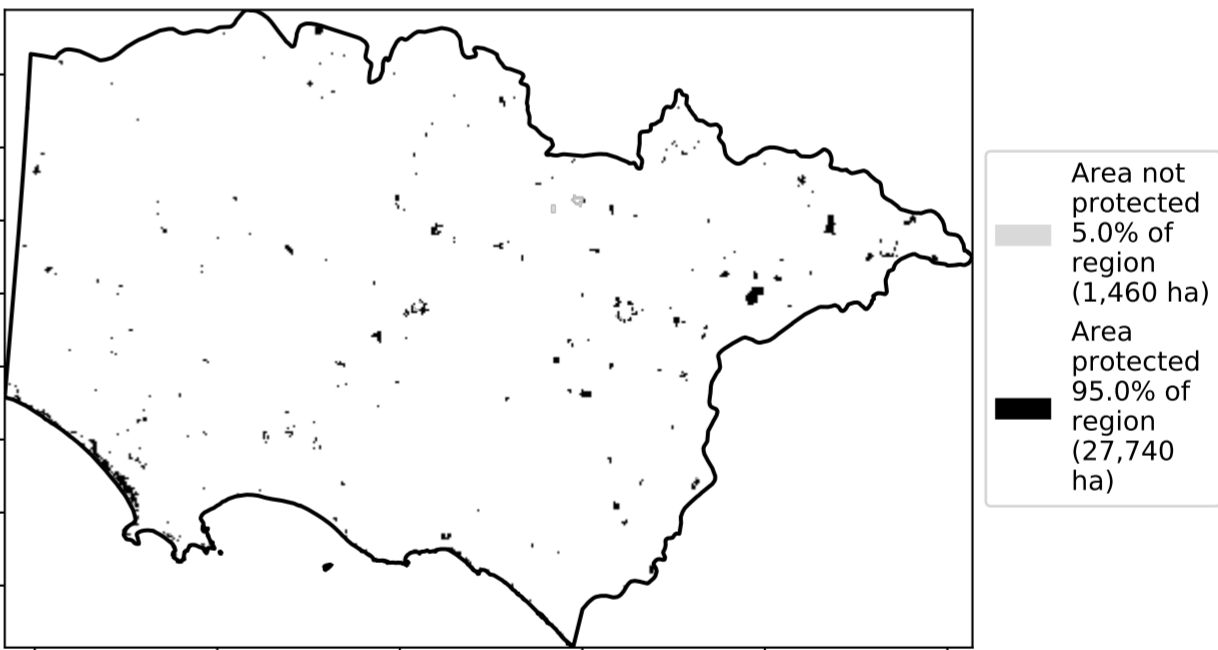 Area not
protected
5.0% of
region
(1,460 ha)
Area
protected
95.0% of
region
(27,740
ha)